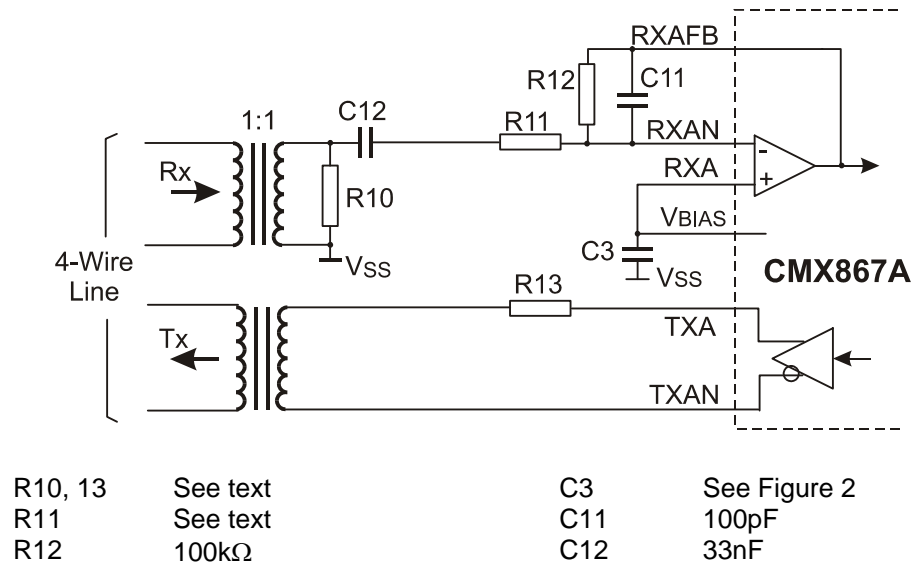 RXAFB
R12
C11
1:1
C12
R11
RXAN
-
Rx
R10
RXA
+
VBIAS
4-Wire
Line
VSS
C3
VSS
CMX867A
R13
TXA
Tx
TXAN
R10, 13 See text C3 See Figure 2
R11 See text C11 100pF
R12 100kΩ C12 33nF